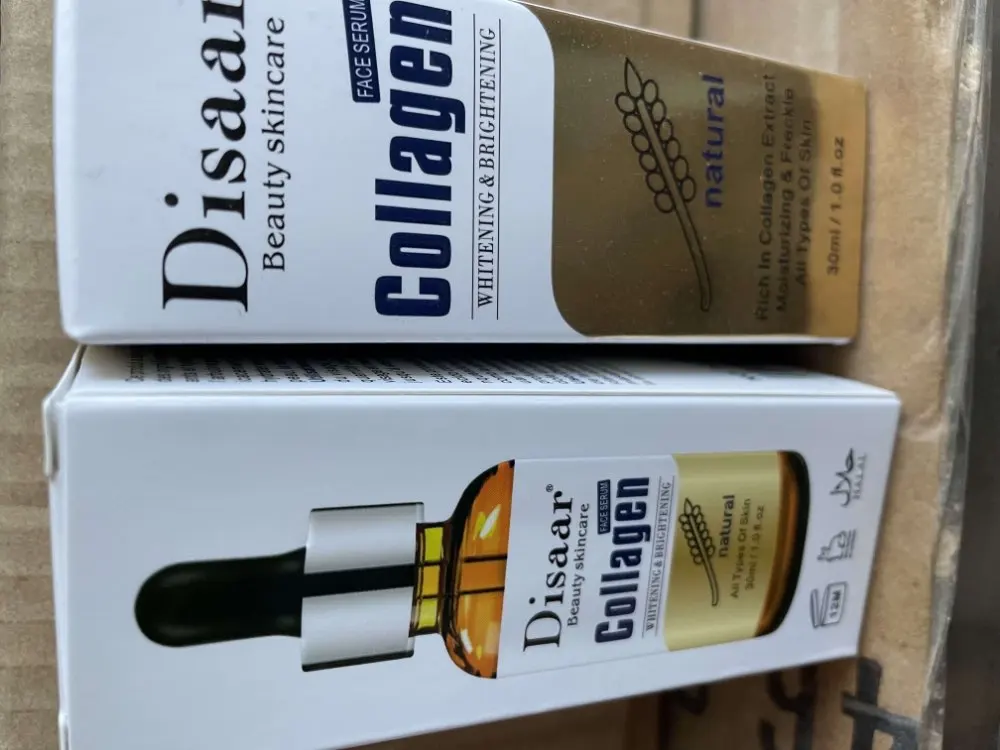 Disaar
Beauty skincare
FACE SERUM
Collagen
WHITENING & BRIGHTENING
natural
Rich In Collagen Extract
Moisturizing & Freckle
All Types Of Skin
30ml / 1.0 fl.oz
Disaar®
Beauty skincare
FACE SERUM
Collagen
WHITENING & BRIGHTENING
natural
All Types Of Skin
30ml / 1.0 fl.oz
12M
حلال
HALAL